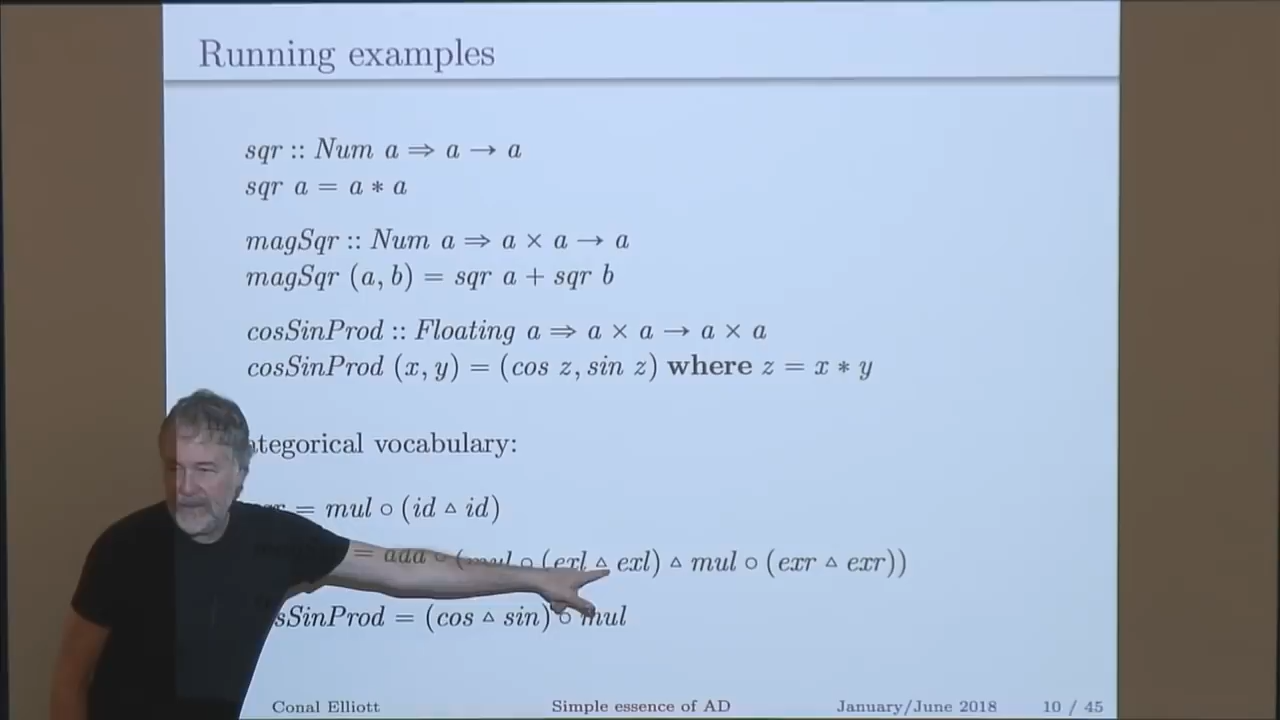 Running examples
sqr :: Num a ⇒ a → a
sqr a = a * a
magSqr :: Num a ⇒ a × a → a
magSqr (a, b) = sqr a + sqr b
cosSinProd :: Floating a ⇒ a × a → a × a
cosSinProd (x, y) = (cos z, sin z) where z = x * y
ategorical vocabulary:
= mul ∘ (id ▵ id)
= add ∘ (mul ∘ (exl ▵ exl) ▵ mul ∘ (exr ▵ exr))
sSinProd = (cos ▵ sin) ∘ mul
Conal Elliott Simple essence of AD January/June 2018 10 / 45